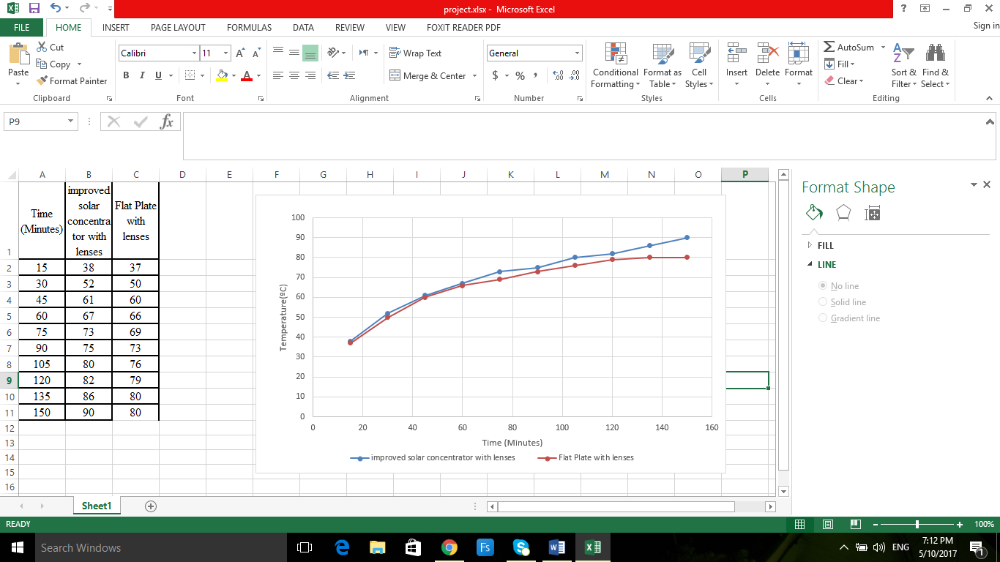 project.xlsx - Microsoft Excel
?
Sign in
FILE HOME INSERT PAGE LAYOUT FORMULAS DATA REVIEW VIEW FOXIT READER PDF
Paste
Cut
Copy
Format Painter
Clipboard
Calibri 11
A A
B I U A
Font
Wrap Text
Merge & Center
Alignment
General
$ % , .0 .00
Number
Conditional Formatting
Format as Table
Cell Styles
Styles
Insert Delete Format
Cells
AutoSum
Fill
Clear
Sort & Filter
Find & Select
Editing
P9
fx
A B C D E F G H I J K L M N O P
1
Time
(Minutes)
improved
solar
concentra
tor with
lenses
Flat Plate
with
lenses
2 15 38 37
3 30 52 50
4 45 61 60
5 60 67 66
6 75 73 69
7 90 75 73
8 105 80 76
9 120 82 79
10 135 86 80
11 150 90 80
12
13
14
15
16
Temperature(ºC)
100
90
80
70
60
50
40
30
20
10
0
0 20 40 60 80 100 120 140 160
Time (Minutes)
improved solar concentrator with lenses Flat Plate with lenses
Format Shape
FILL
LINE
No line
Solid line
Gradient line
Sheet1
READY
100%
Search Windows
Fs
ENG
7:12 PM
5/10/2017
1